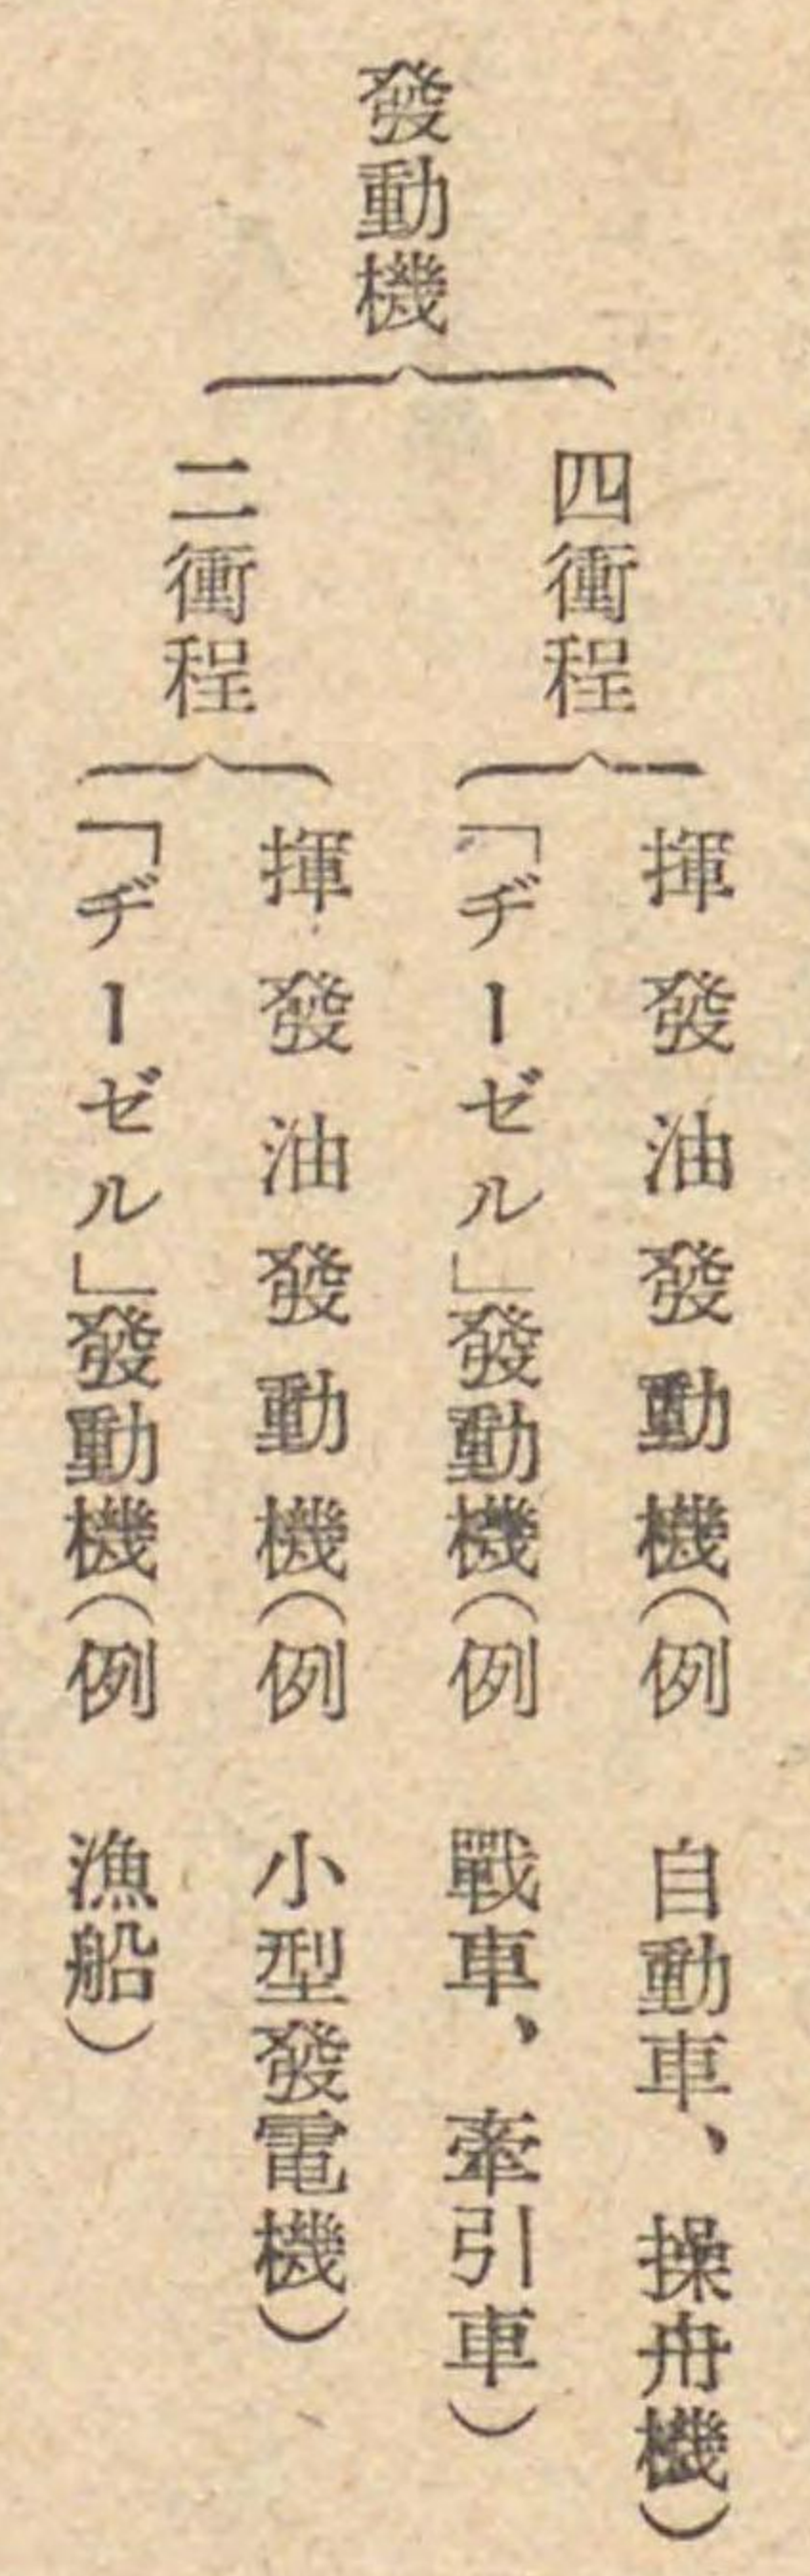 發動機
四衝程
揮發油發動機(例 自動車、操舟機)
「ヂーゼル」發動機(例 戰車、牽引車)
二衝程
揮發油發動機(例 小型發電機)
「ヂーゼル」發動機(例 漁船)